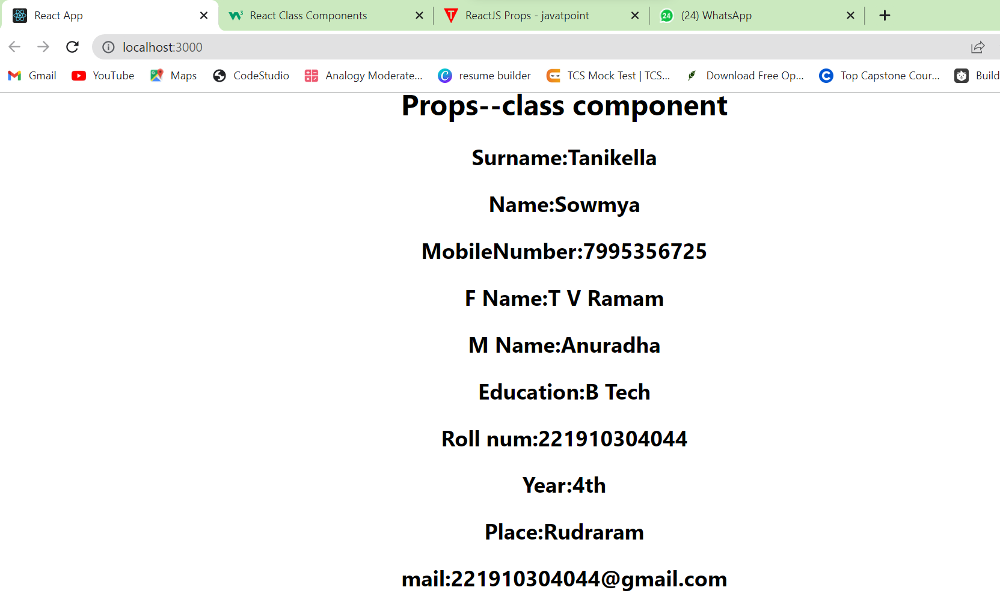 React App
React Class Components
ReactJS Props - javatpoint
24
(24) WhatsApp
localhost:3000
Gmail
YouTube
Maps
CodeStudio
Analogy Moderate...
resume builder
TCS Mock Test | TCS...
Download Free Op...
Top Capstone Cour...
Build
Props--class component
Surname:Tanikella
Name:Sowmya
MobileNumber:7995356725
F Name:T V Ramam
M Name:Anuradha
Education:B Tech
Roll num:221910304044
Year:4th
Place:Rudraram
mail:221910304044@gmail.com